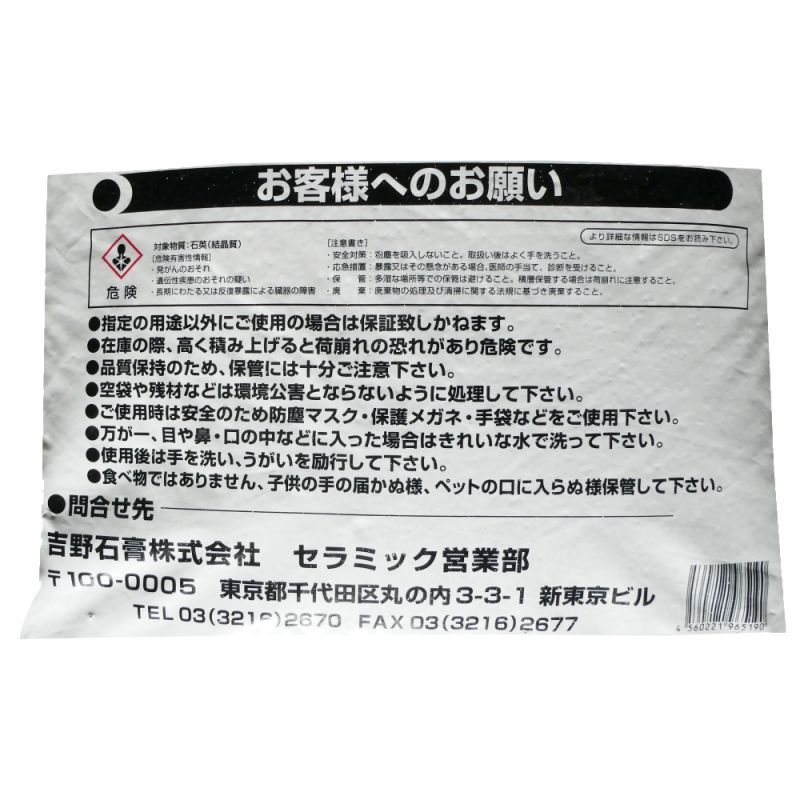 お客様へのお願い
より詳細な情報はSDSをお読み下さい。
対象物質：石英（結晶質）
[危険有害性情報]
・発がんのおそれ
・遺伝性疾患のおそれの疑い
・長期にわたる又は反復暴露による臓器の障害
危険
[注意書き]
・安全対策：粉塵を吸入しないこと。取扱い後はよく手を洗うこと。
・応急措置：暴露又はその懸念がある場合、医師の手当て、診断を受けること。
・保　管：多湿な場所等での保管は避けること。積層保管する場合は荷崩れに注意すること。
・廃　棄：廃棄物の処理及び清掃に関する法規に基づき廃棄すること。
●指定の用途以外にご使用の場合は保証致しかねます。
●在庫の際、高く積み上げると荷崩れの恐れがあり危険です。
●品質保持のため、保管には十分ご注意下さい。
●空袋や残材などは環境公害とならないように処理して下さい。
●ご使用時は安全のため防塵マスク・保護メガネ・手袋などをご使用下さい。
●万が一、目や鼻・口の中などに入った場合はきれいな水で洗って下さい。
●使用後は手を洗い、うがいを励行して下さい。
●食べ物ではありません、子供の手の届かぬ様、ペットの口に入らぬ様保管して下さい。
●問合せ先
吉野石膏株式会社　セラミック営業部
〒100-0005　東京都千代田区丸の内3-3-1 新東京ビル
TEL 03(3216)2670 FAX 03(3216)2677
4 560221 965190